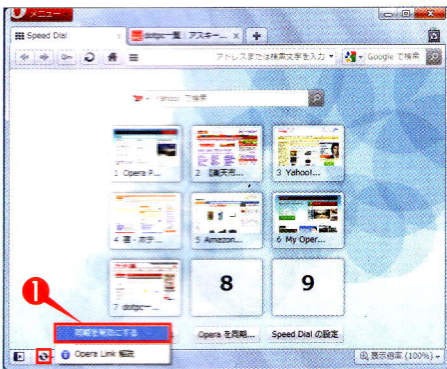 メニュー
Speed Dial
dotpc一覧｜アスキー...
アドレスまたは検索文字を入力
Google で検索
Yahoo! で検索
1 Opera P...
2 【楽天市...
3 Yahoo!...
5 Amazon...
6 My Oper...
7 dotpc一...
8
9
❶
同期を有効にする ...
Opera を同期...
Speed Dial の設定
Opera Link 解説
表示倍率 (100%)